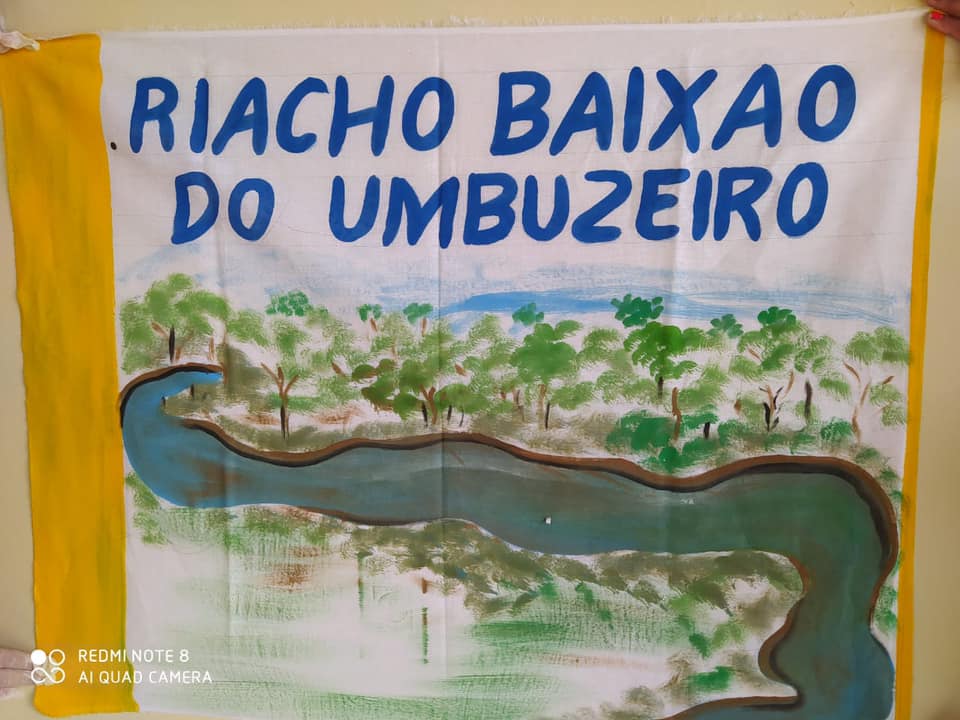 RIACHO BAIXAO
DO UMBUZEIRO
REDMI NOTE 8
AI QUAD CAMERA